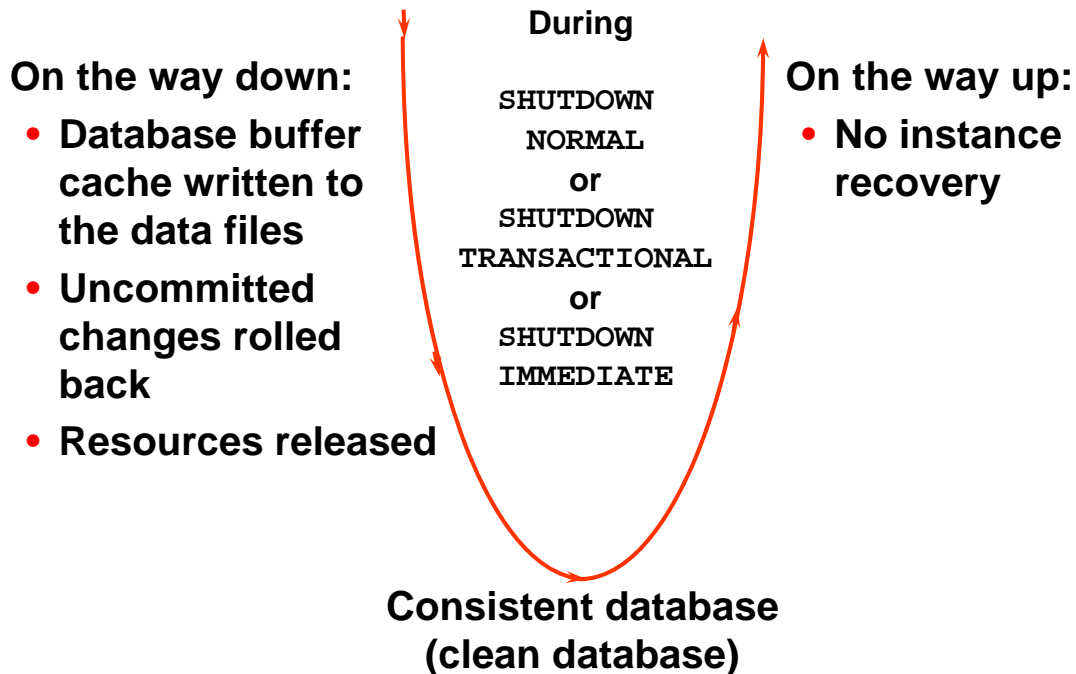 During
On the way down:
• Database buffer
cache written to
the data files
• Uncommitted
changes rolled
back
• Resources released
SHUTDOWN
NORMAL
or
SHUTDOWN
TRANSACTIONAL
or
SHUTDOWN
IMMEDIATE
On the way up:
• No instance
recovery
Consistent database
(clean database)